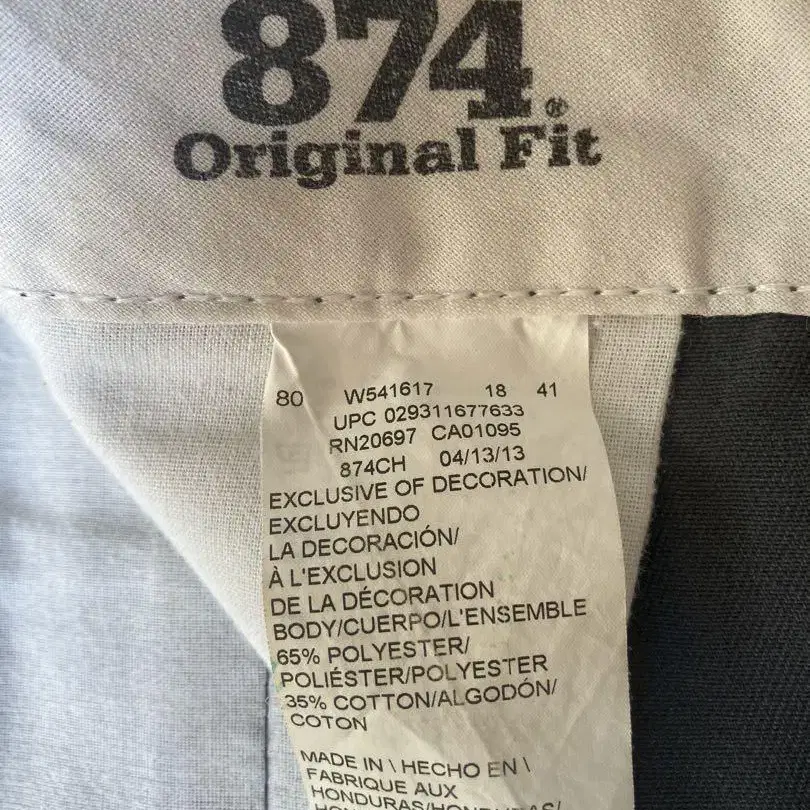 874®
Original Fit
80 W541617 18 41
UPC 029311677633
RN20697 CA01095
874CH 04/13/13
EXCLUSIVE OF DECORATION/
EXCLUYENDO
LA DECORACIÓN/
À L'EXCLUSION
DE LA DÉCORATION
BODY/CUERPO/L'ENSEMBLE
65% POLYESTER/
POLIÉSTER/POLYESTER
35% COTTON/ALGODÓN/
COTON
MADE IN \ HECHO EN \
FABRIQUE AUX
HONDURAS/HONDURAS/